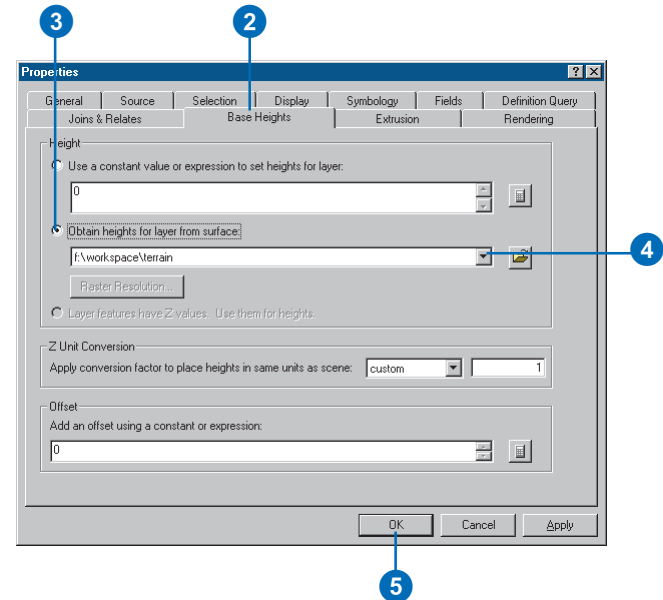 3 2
Properties
General Source Selection Display Symbology Fields Definition Query
Joins & Relates Base Heights Extrusion Rendering
Height
Use a constant value or expression to set heights for layer:
0
Obtain heights for layer from surface:
f:\workspace\terrain
4
Raster Resolution...
Layer features have Z values. Use them for heights.
Z Unit Conversion
Apply conversion factor to place heights in same units as scene: custom 1
Offset
Add an offset using a constant or expression:
0
OK Cancel Apply
5